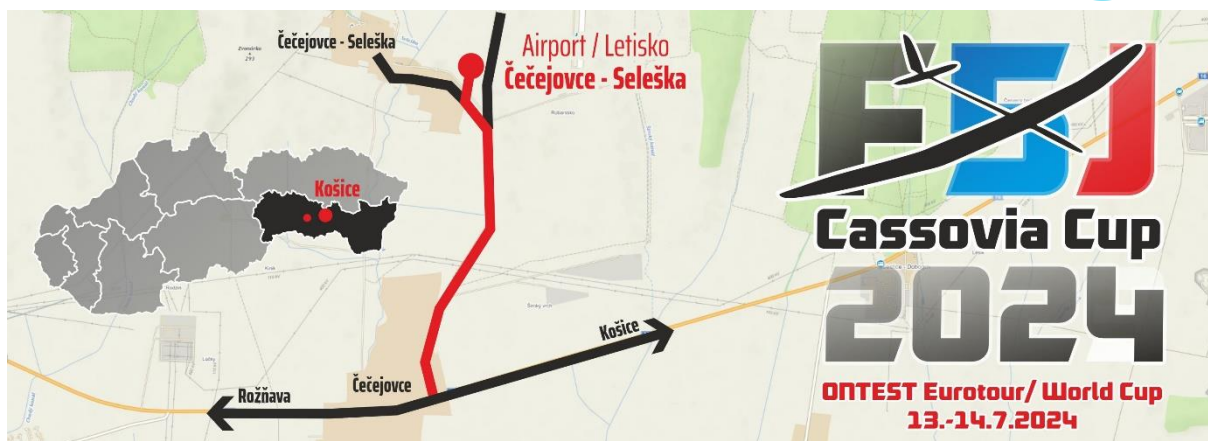 Čečejovce - Seleška
Airport / Letisko
Čečejovce - Seleška
Košice
Košice
Rožňava
Čečejovce
F5J
Cassovia Cup
2024
ONTEST Eurotour/ World Cup
13.-14.7.2024